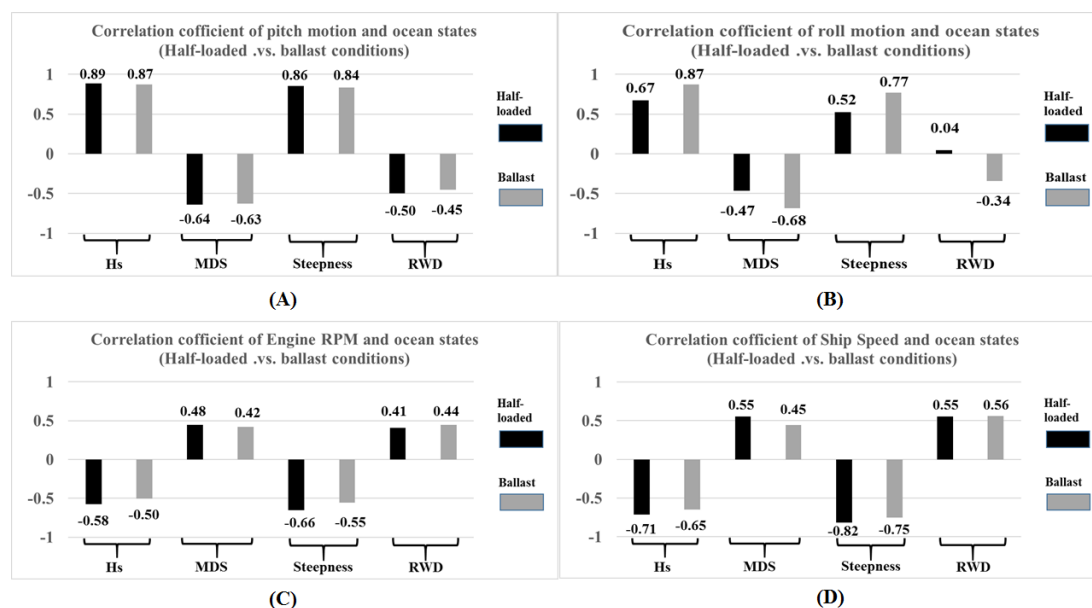 Correlation cofficient of pitch motion and ocean states
(Half-loaded .vs. ballast conditions)
1
0.5
0
-0.5
-1
0.89 0.87 0.86 0.84
-0.64 -0.63 -0.50 -0.45
Hs MDS Steepness RWD
Half-
loaded
Ballast
(A)
Correlation cofficient of roll motion and ocean states
(Half-loaded .vs. ballast conditions)
1
0.5
0
-0.5
-1
0.67 0.87 0.52 0.77 0.04
-0.47 -0.68 -0.34
Hs MDS Steepness RWD
Half-
loaded
Ballast
(B)
Correlation cofficient of Engine RPM and ocean states
(Half-loaded .vs. ballast conditions)
1
0.5
0
-0.5
-1
0.48 0.42 0.41 0.44
-0.58 -0.50 -0.66 -0.55
Hs MDS Steepness RWD
Half-
loaded
Ballast
(C)
Correlation cofficient of Ship Speed and ocean states
(Half-loaded .vs. ballast conditions)
1
0.5
0
-0.5
-1
0.55 0.45 0.55 0.56
-0.71 -0.65 -0.82 -0.75
Hs MDS Steepness RWD
Half-
loaded
Ballast
(D)